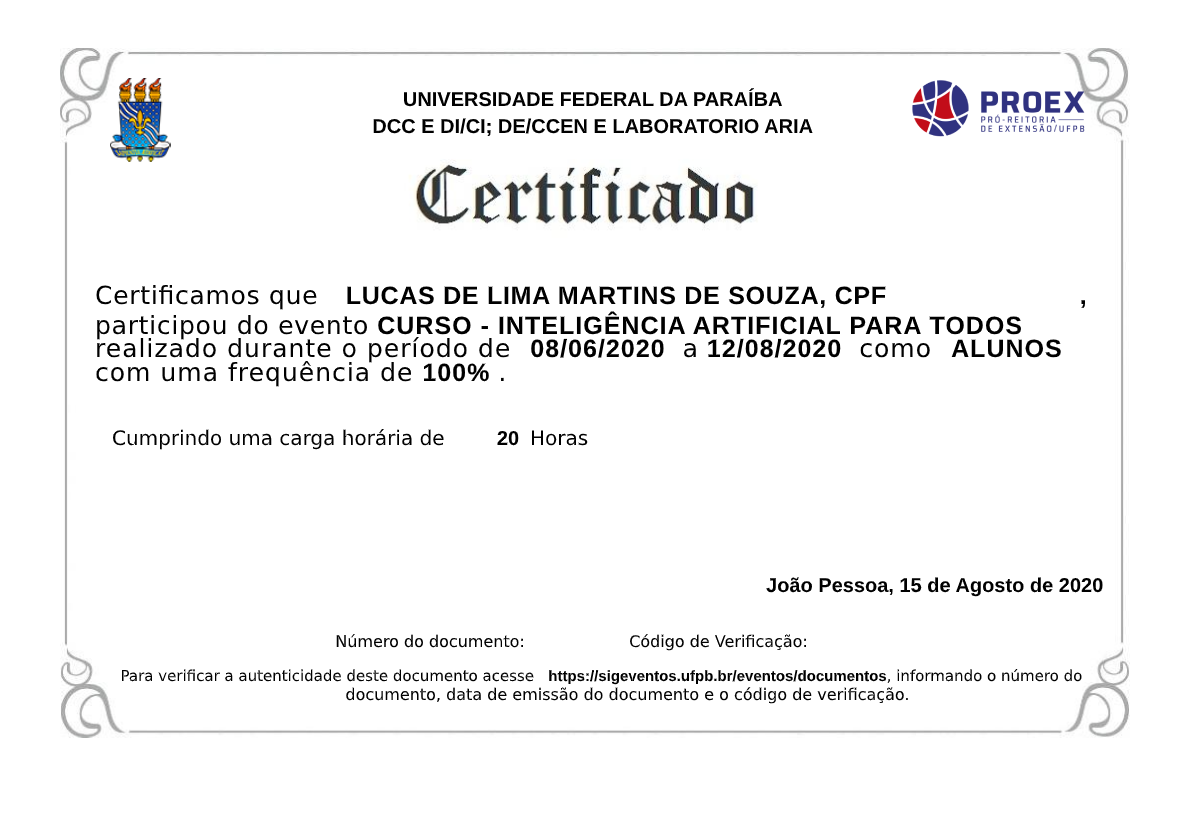 UNIVERSIDADE FEDERAL DA PARAÍBA
DCC E DI/CI; DE/CCEN E LABORATORIO ARIA
PROEX
PRÓ-REITORIA
DE EXTENSÃO/UFPB
Certificado
Certificamos que LUCAS DE LIMA MARTINS DE SOUZA, CPF ,
participou do evento CURSO - INTELIGÊNCIA ARTIFICIAL PARA TODOS
realizado durante o período de 08/06/2020 a 12/08/2020 como ALUNOS
com uma frequência de 100% .
Cumprindo uma carga horária de 20 Horas
João Pessoa, 15 de Agosto de 2020
Número do documento: Código de Verificação:
Para verificar a autenticidade deste documento acesse https://sigeventos.ufpb.br/eventos/documentos, informando o número do
documento, data de emissão do documento e o código de verificação.